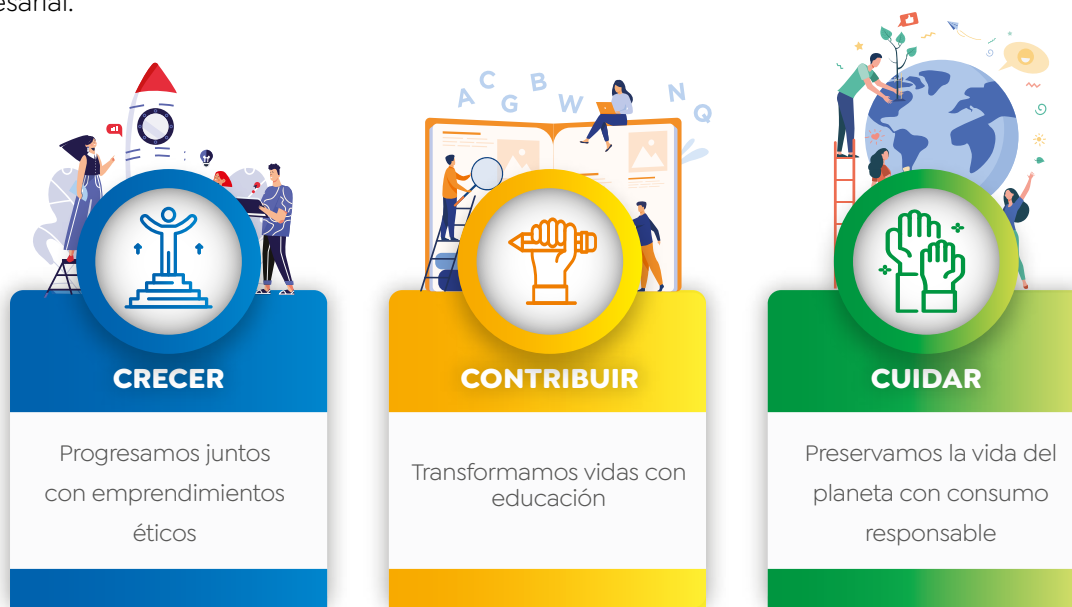 esarial.
A C G B W N Q
CRECER
Progresamos juntos
con emprendimientos
éticos
CONTRIBUIR
Transformamos vidas con
educación
CUIDAR
Preservamos la vida del
planeta con consumo
responsable